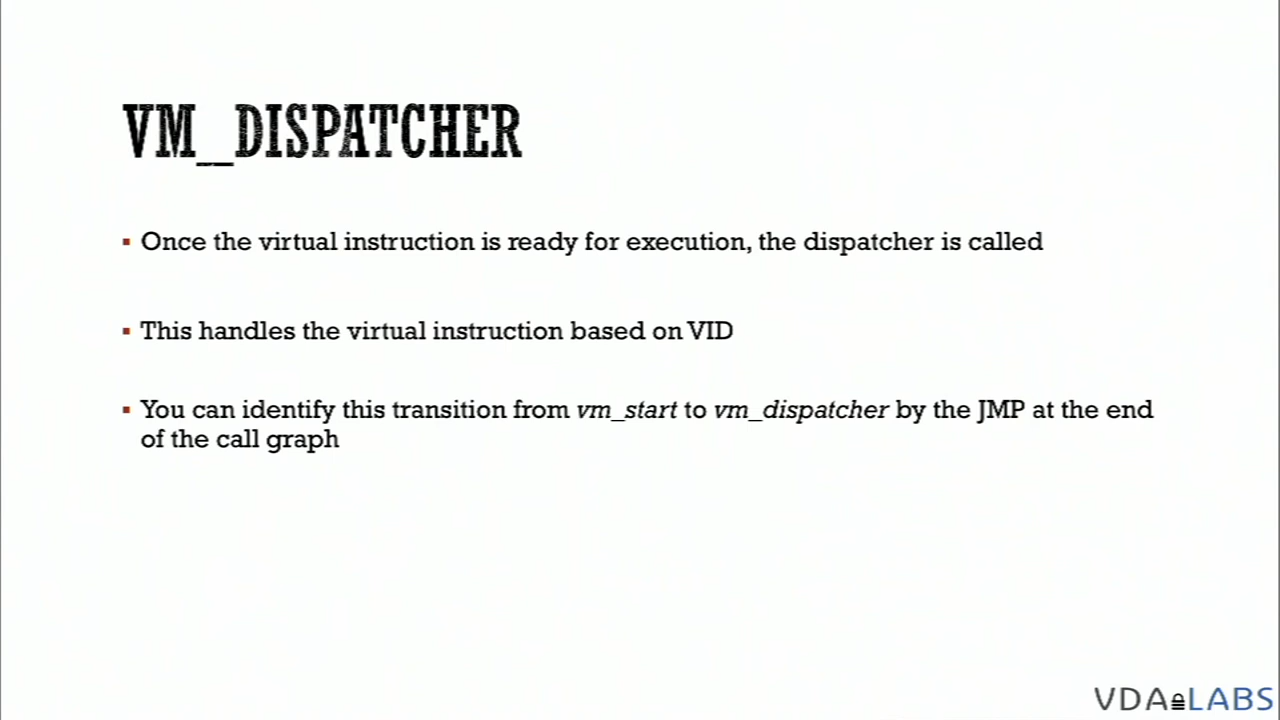 VM_DISPATCHER
▪ Once the virtual instruction is ready for execution, the dispatcher is called
▪ This handles the virtual instruction based on VID
▪ You can identify this transition from vm_start to vm_dispatcher by the JMP at the end
of the call graph
VDA LABS